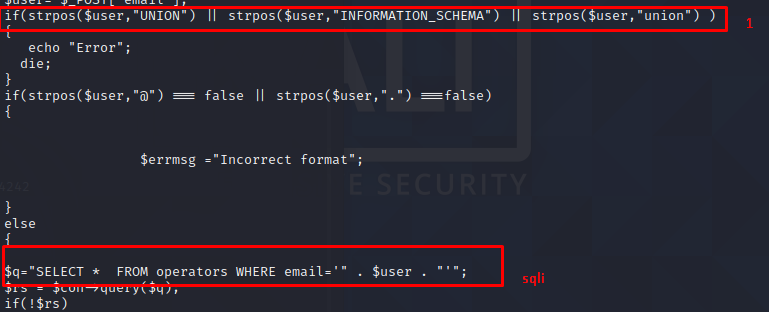 $user= $_POST['email'];
if(strpos($user,"UNION") || strpos($user,"INFORMATION_SCHEMA") || strpos($user,"union") )
1
{
echo "Error";
die;
}
if(strpos($user,"@") === false || strpos($user,".") ===false)
{
$errmsg ="Incorrect format";
4242
E SECURITY
}
else
{
$q="SELECT * FROM operators WHERE email='" . $user . "'";
sqli
$rs = $con->query($q);
if(!$rs)